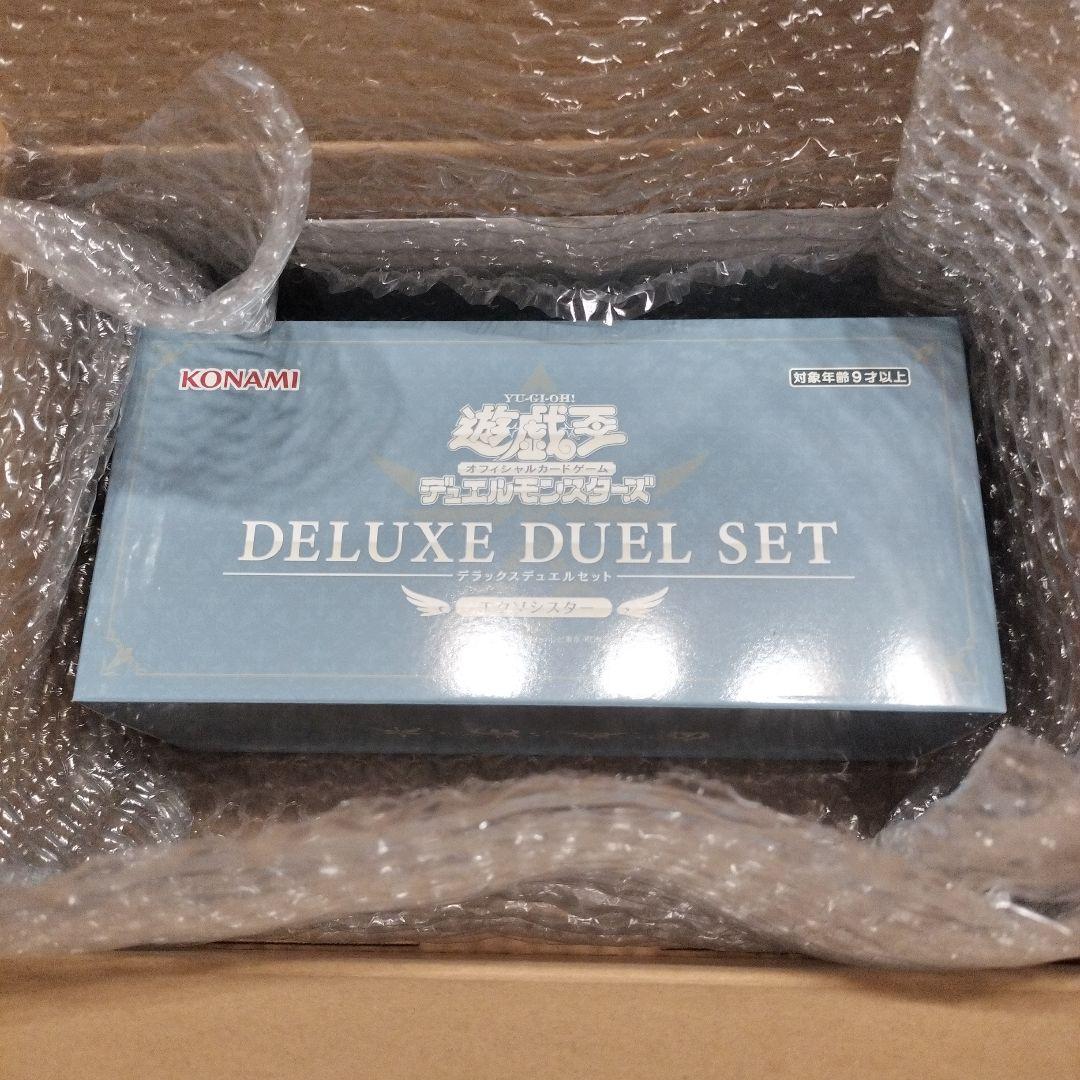 KONAMI
対象年齢9才以上
YU-GI-OH!
遊戯王
オフィシャルカードゲーム
デュエルモンスターズ
DELUXE DUEL SET
デラックスデュエルセット
エクソシスター